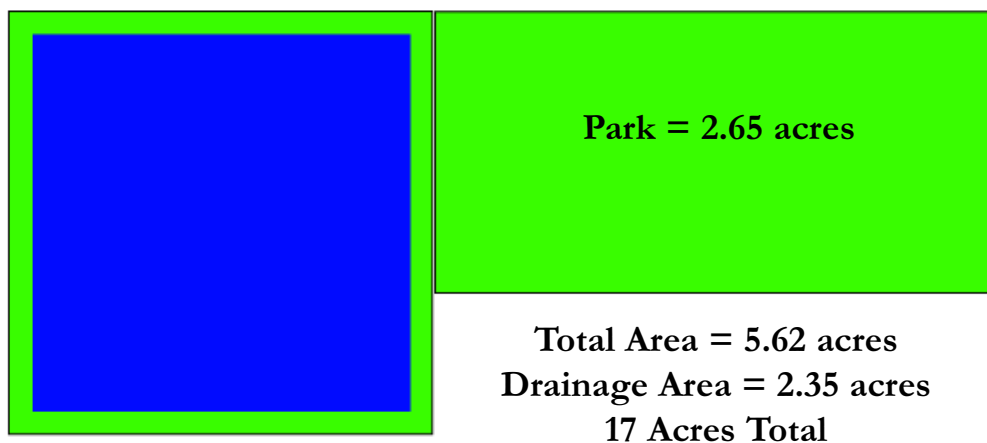 Park = 2.65 acres
Total Area = 5.62 acres
Drainage Area = 2.35 acres
17 Acres Total